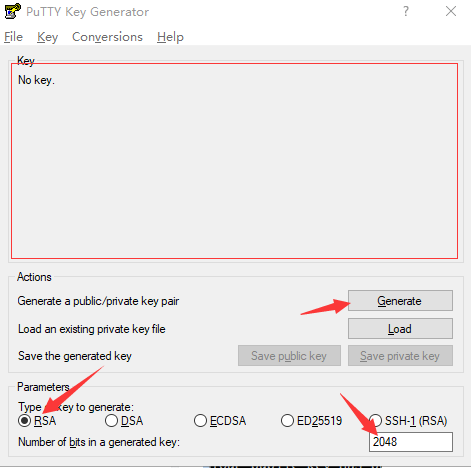 PuTTY Key Generator
?
File Key Conversions Help
Key
No key.
Actions
Generate a public/private key pair
Generate
Load an existing private key file
Load
Save the generated key
Save public key
Save private key
Parameters
Type key to generate:
RSA
DSA
ECDSA
ED25519
SSH-1 (RSA)
Number of bits in a generated key:
2048